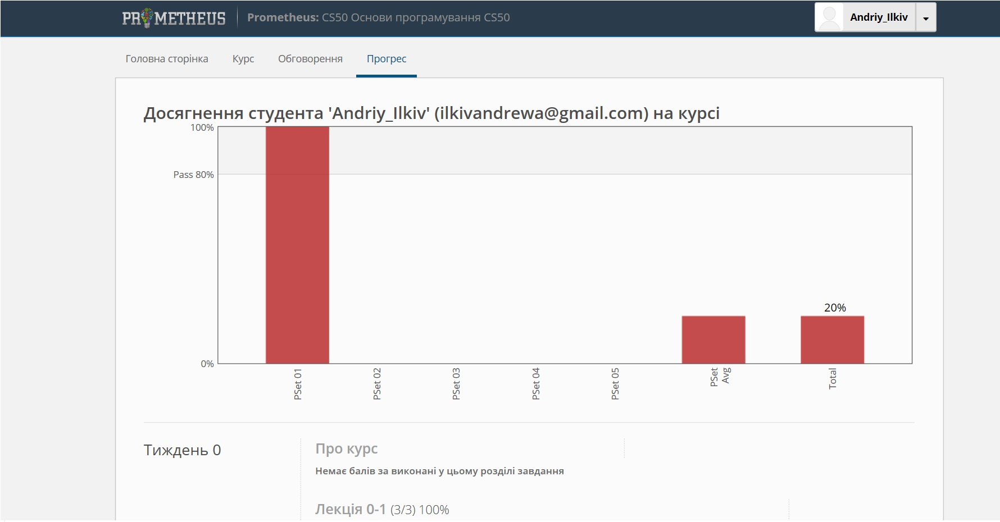 PROMETHEUS
Prometheus: CS50 Основи програмування CS50
Andriy_Ilkiv
Головна сторінка
Курс
Обговорення
Прогрес
Досягнення студента 'Andriy_Ilkiv' (ilkivandrewa@gmail.com) на курсі
100%
Pass 80%
20%
0%
PSet 01
PSet 02
PSet 03
PSet 04
PSet 05
PSet
Avg
Total
Тиждень 0
Про курс
Немає балів за виконані у цьому розділі завдання
Лекція 0-1 (3/3) 100%